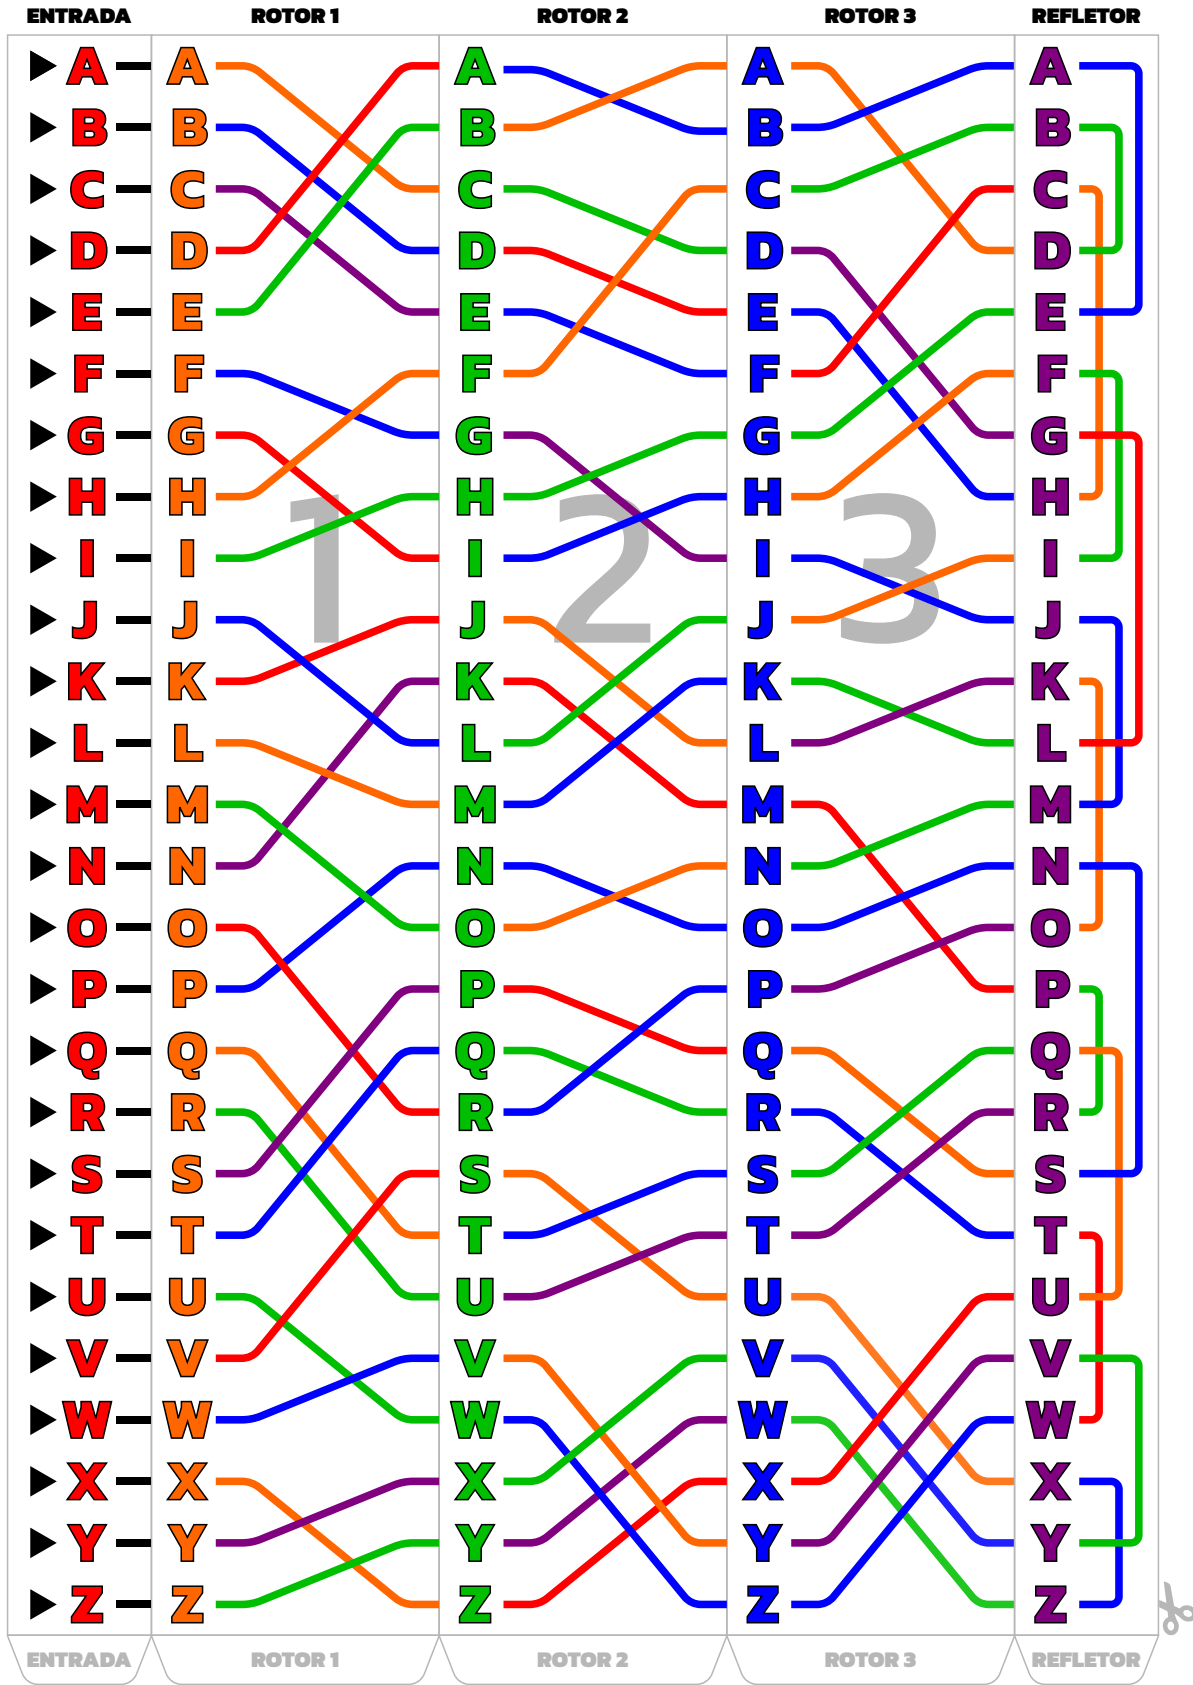 ENTRADA ROTOR 1 ROTOR 2 ROTOR 3 REFLETOR
A A A A A
B B B B B
C C C C C
D D D D D
E E E E E
F F F F F
G G G G G
H H H H H
1 2 3
I I I I I
J J J J J
K K K K K
L L L L L
M M M M M
N N N N N
O O O O O
P P P P P
Q Q Q Q Q
R R R R R
S S S S S
T T T T T
U U U U U
V V V V V
W W W W W
X X X X X
Y Y Y Y Y
Z Z Z Z Z
ENTRADA ROTOR 1 ROTOR 2 ROTOR 3 REFLETOR